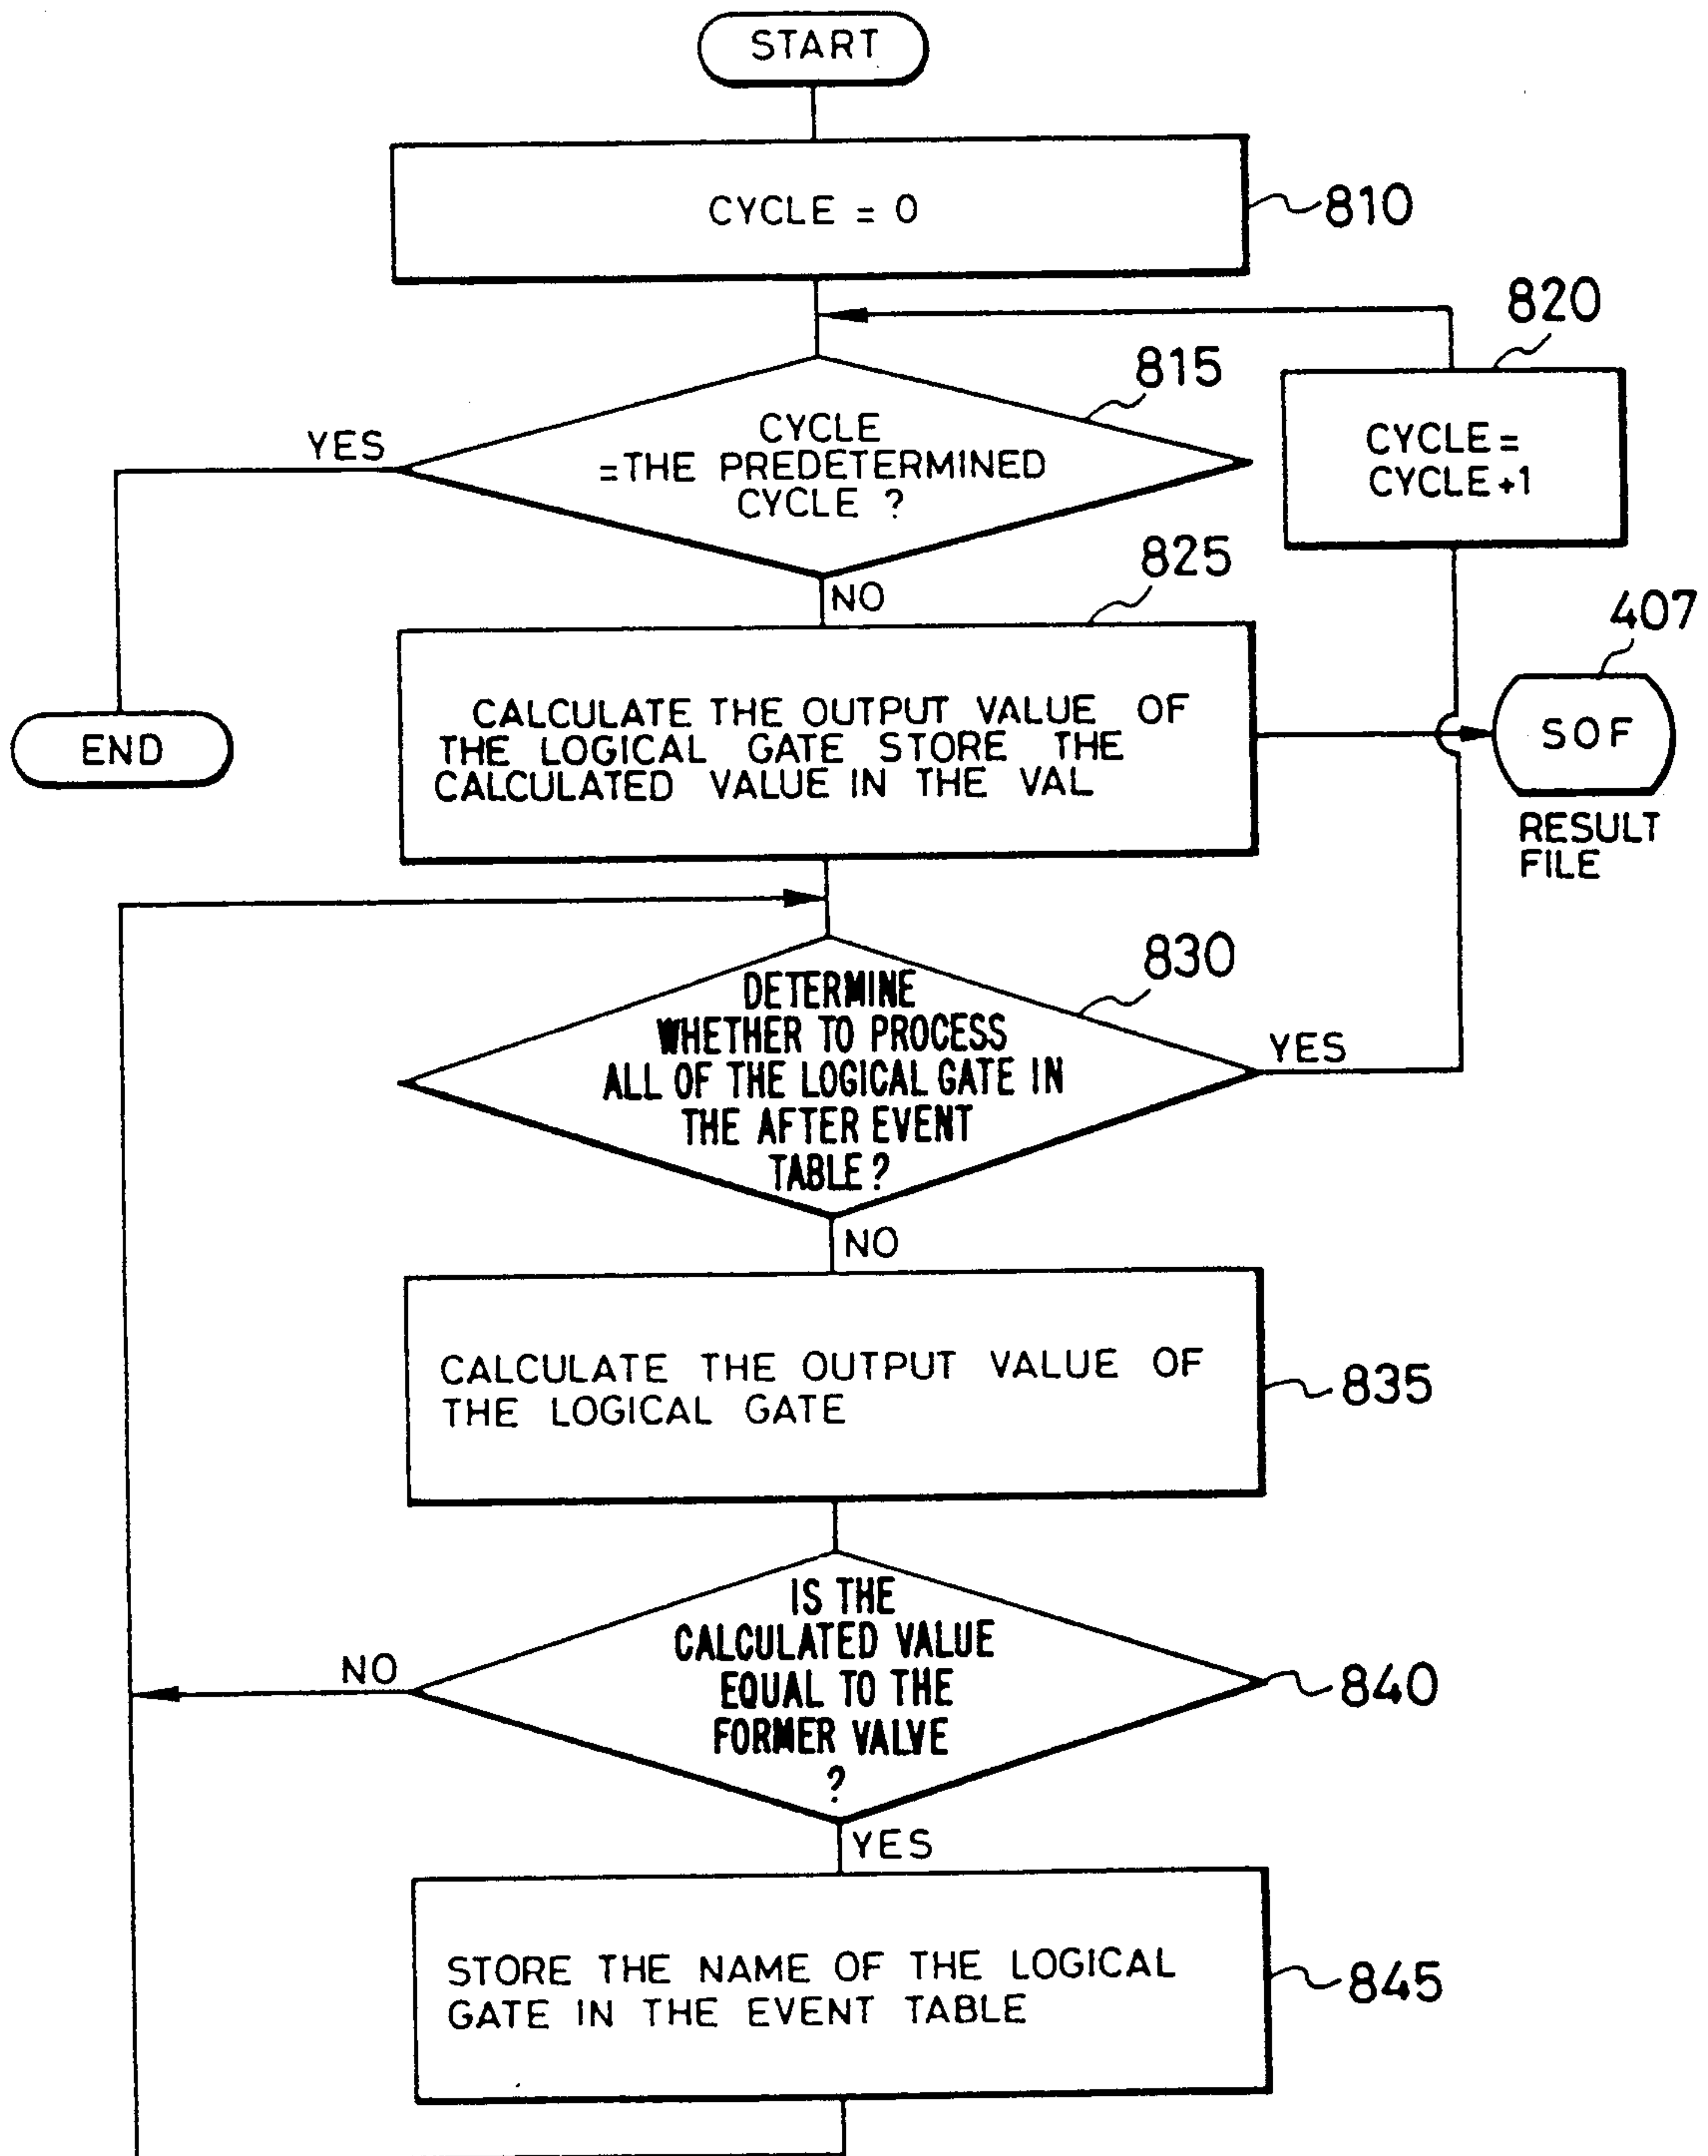 START
CYCLE = 0
810
820
815
CYCLE
=THE PREDETERMINED
CYCLE ?
YES
CYCLE =
CYCLE +1
NO
825
407
CALCULATE THE OUTPUT VALUE OF
THE LOGICAL GATE STORE THE
CALCULATED VALUE IN THE VAL
END
SOF
RESULT
FILE
830
DETERMINE
WHETHER TO PROCESS
ALL OF THE LOGICAL GATE IN
THE AFTER EVENT
TABLE?
YES
NO
CALCULATE THE OUTPUT VALUE OF
THE LOGICAL GATE
835
IS THE
CALCULATED VALUE
EQUAL TO THE
FORMER VALVE
?
NO
840
YES
STORE THE NAME OF THE LOGICAL
GATE IN THE EVENT TABLE
845